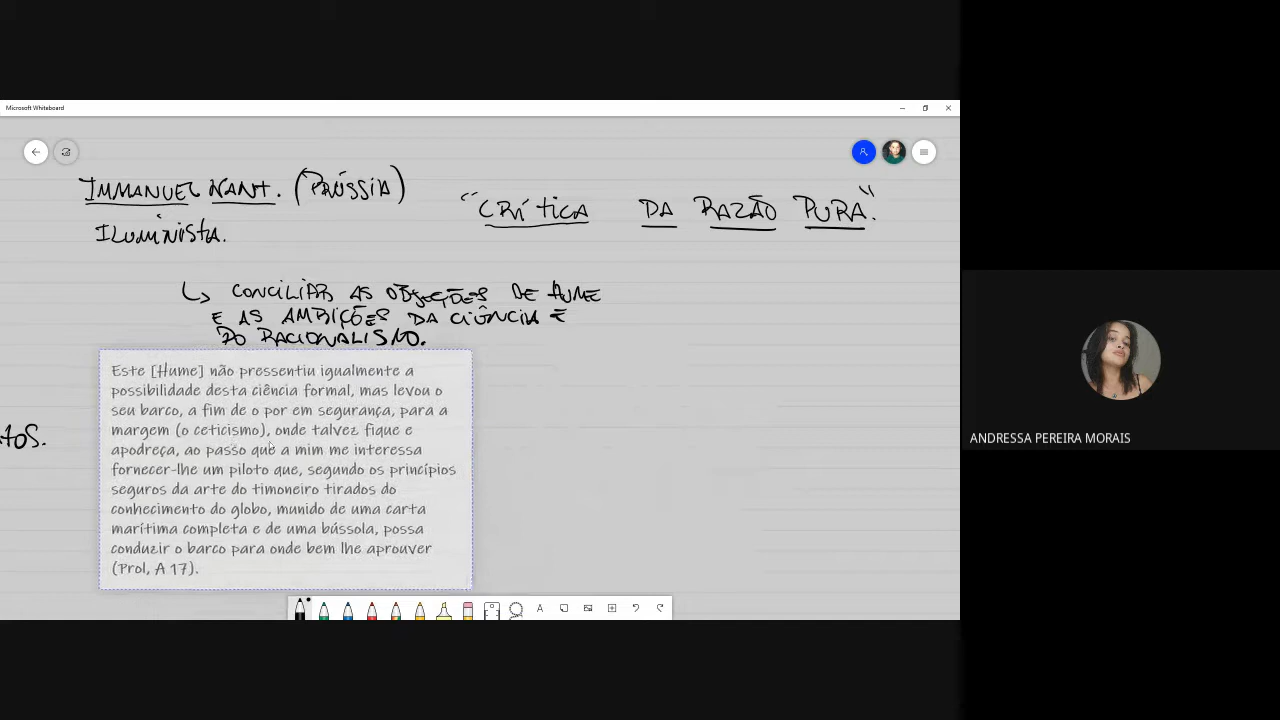 Microsoft Whiteboard
IMMANUEL KANT. (PRÚSSIA)
"CRÍTICA DA RAZÃO PURA".
ILUMINISTA.
CONCILIAR AS OBJEÇÕES DE HUME
E AS AMBIÇÕES DA CIÊNCIA E
DO RACIONALISMO.
Este [Hume] não pressentiu igualmente a
possibilidade desta ciência formal, mas levou o
seu barco, a fim de o por em segurança, para a
margem (o ceticismo), onde talvez fique e
apodreça, ao passo que a mim me interessa
fornecer-lhe um piloto que, segundo os princípios
seguros da arte do timoneiro tirados do
conhecimento do globo, munido de uma carta
marítima completa e de uma bússola, possa
conduzir o barco para onde bem lhe aprouver
(Prol, A 17).
ANDRESSA PEREIRA MORAIS